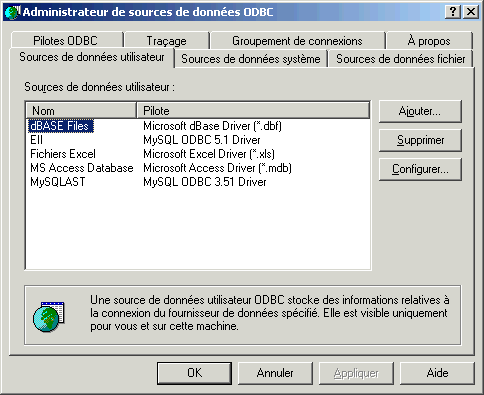 Administrateur de sources de données ODBC
Pilotes ODBC Traçage Groupement de connexions À propos
Sources de données utilisateur Sources de données système Sources de données fichier
Sources de données utilisateur :
Nom Pilote
dBASE Files Microsoft dBase Driver (*.dbf)
Ell MySQL ODBC 5.1 Driver
Fichiers Excel Microsoft Excel Driver (*.xls)
MS Access Database Microsoft Access Driver (*.mdb)
MySQLAST MySQL ODBC 3.51 Driver
Ajouter...
Supprimer
Configurer...
Une source de données utilisateur ODBC stocke des informations relatives à
la connexion du fournisseur de données spécifié. Elle est visible uniquement
pour vous et sur cette machine.
OK Annuler Appliquer Aide